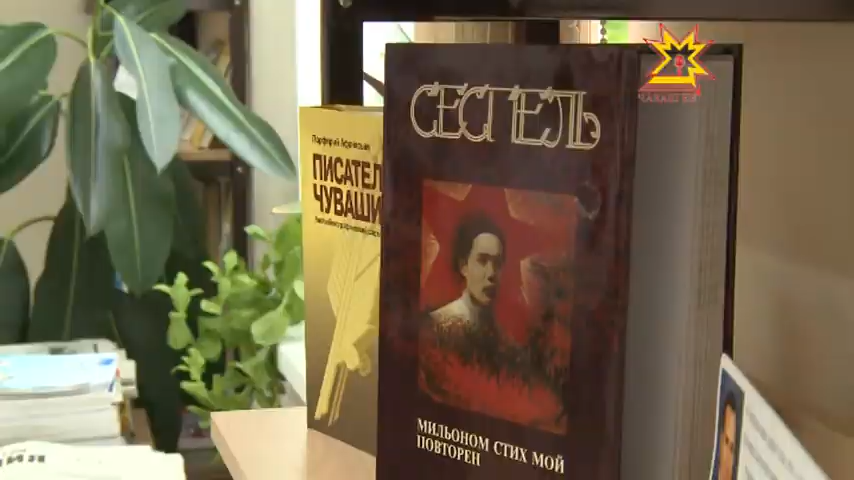 СЕСПЕЛЬ
МИЛЬОНОМ СТИХ МОЙ
ПОВТОРЕН
ПИСАТЕЛ
ЧУВАШИ